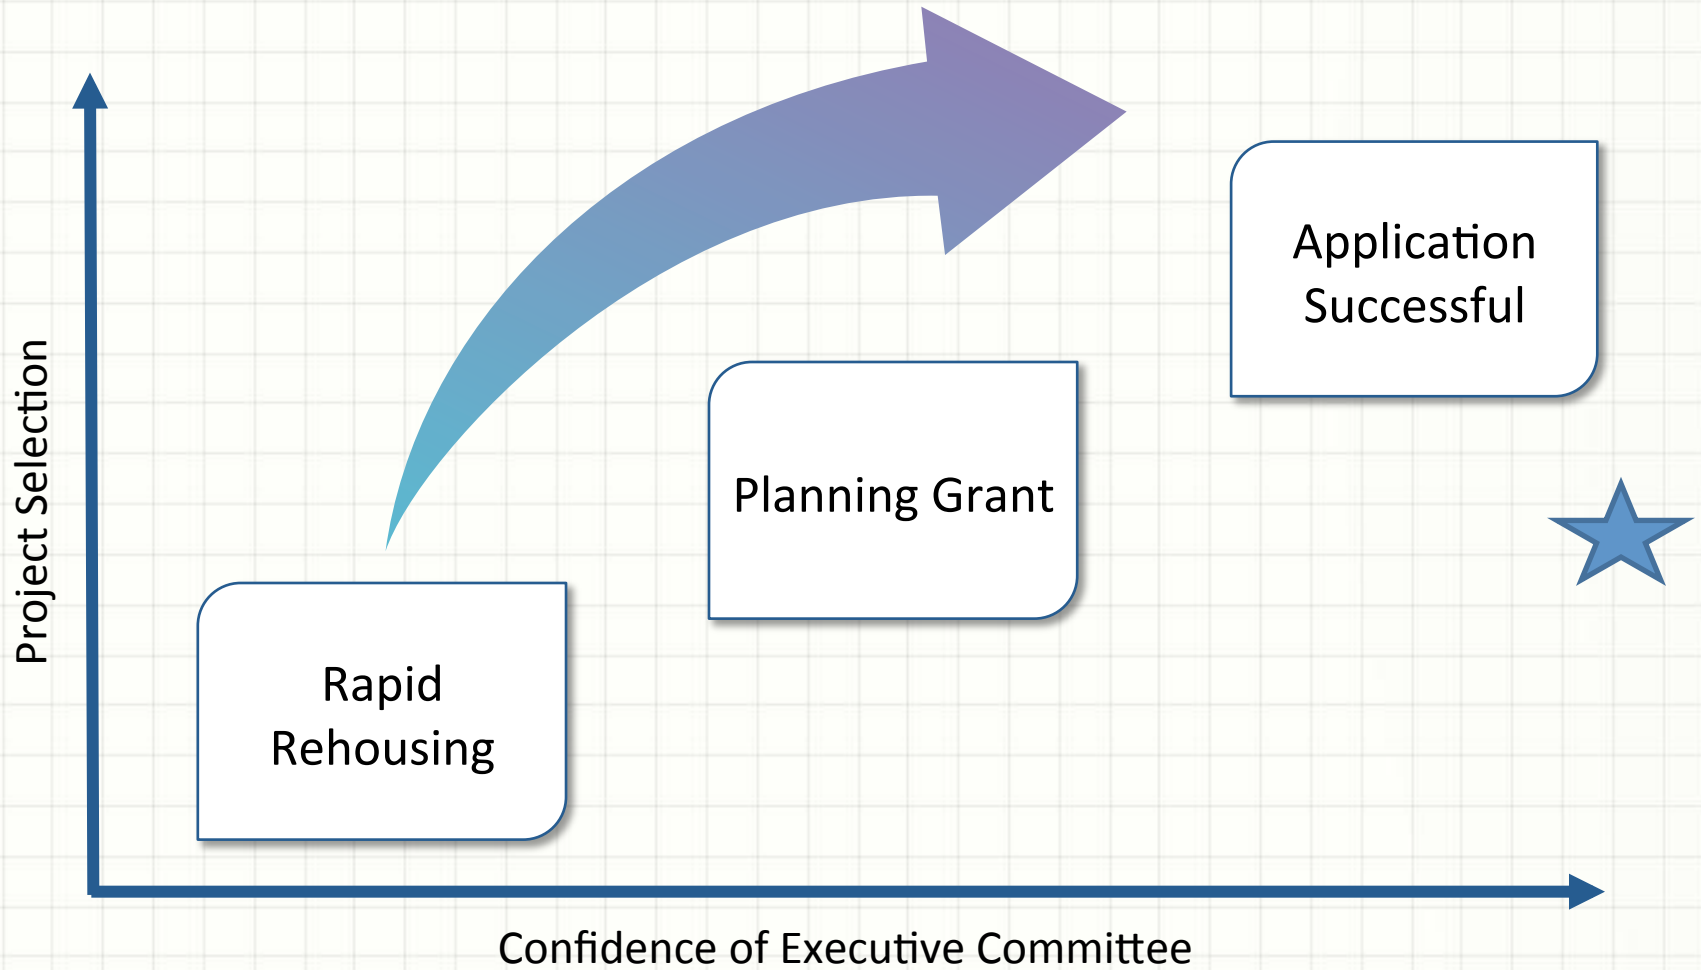 Project Selection
Application
Successful
Planning Grant
Rapid
Rehousing
Confidence of Executive Committee